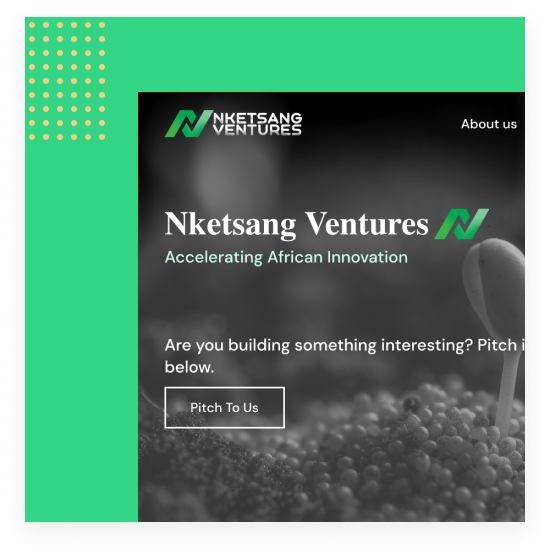 NKETSANG
VENTURES
About us
Nketsang Ventures
Accelerating African Innovation
Are you building something interesting? Pitch i
below.
Pitch To Us